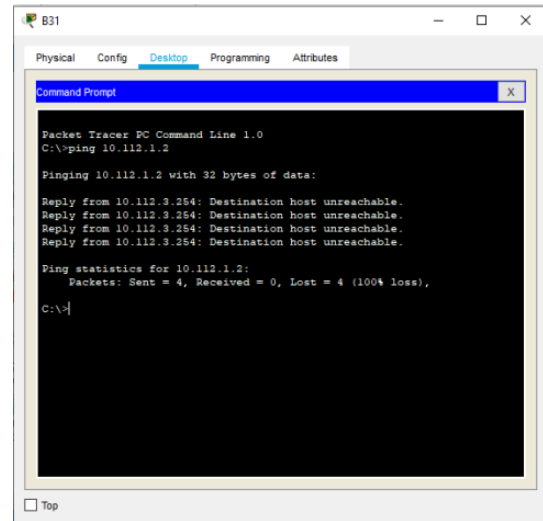 B31
Physical Config Desktop Programming Attributes
Command Prompt X
Packet Tracer PC Command Line 1.0
C:\>ping 10.112.1.2
Pinging 10.112.1.2 with 32 bytes of data:
Reply from 10.112.3.254: Destination host unreachable.
Reply from 10.112.3.254: Destination host unreachable.
Reply from 10.112.3.254: Destination host unreachable.
Reply from 10.112.3.254: Destination host unreachable.
Ping statistics for 10.112.1.2:
Packets: Sent = 4, Received = 0, Lost = 4 (100% loss),
C:\>
Top